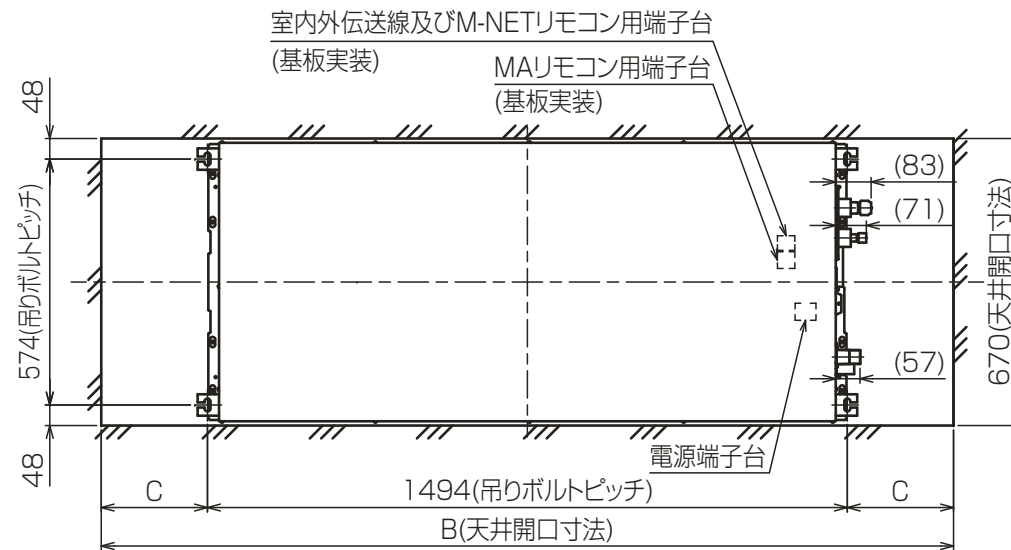 室内外伝送線及びM-NETリモコン用端子台
(基板実装)
MAリモコン用端子台
(基板実装)
48
574(吊りボルトピッチ)
48
(83)
(71)
(57)
670(天井開口寸法)
電源端子台
C
1494(吊りボルトピッチ)
C
B(天井開口寸法)